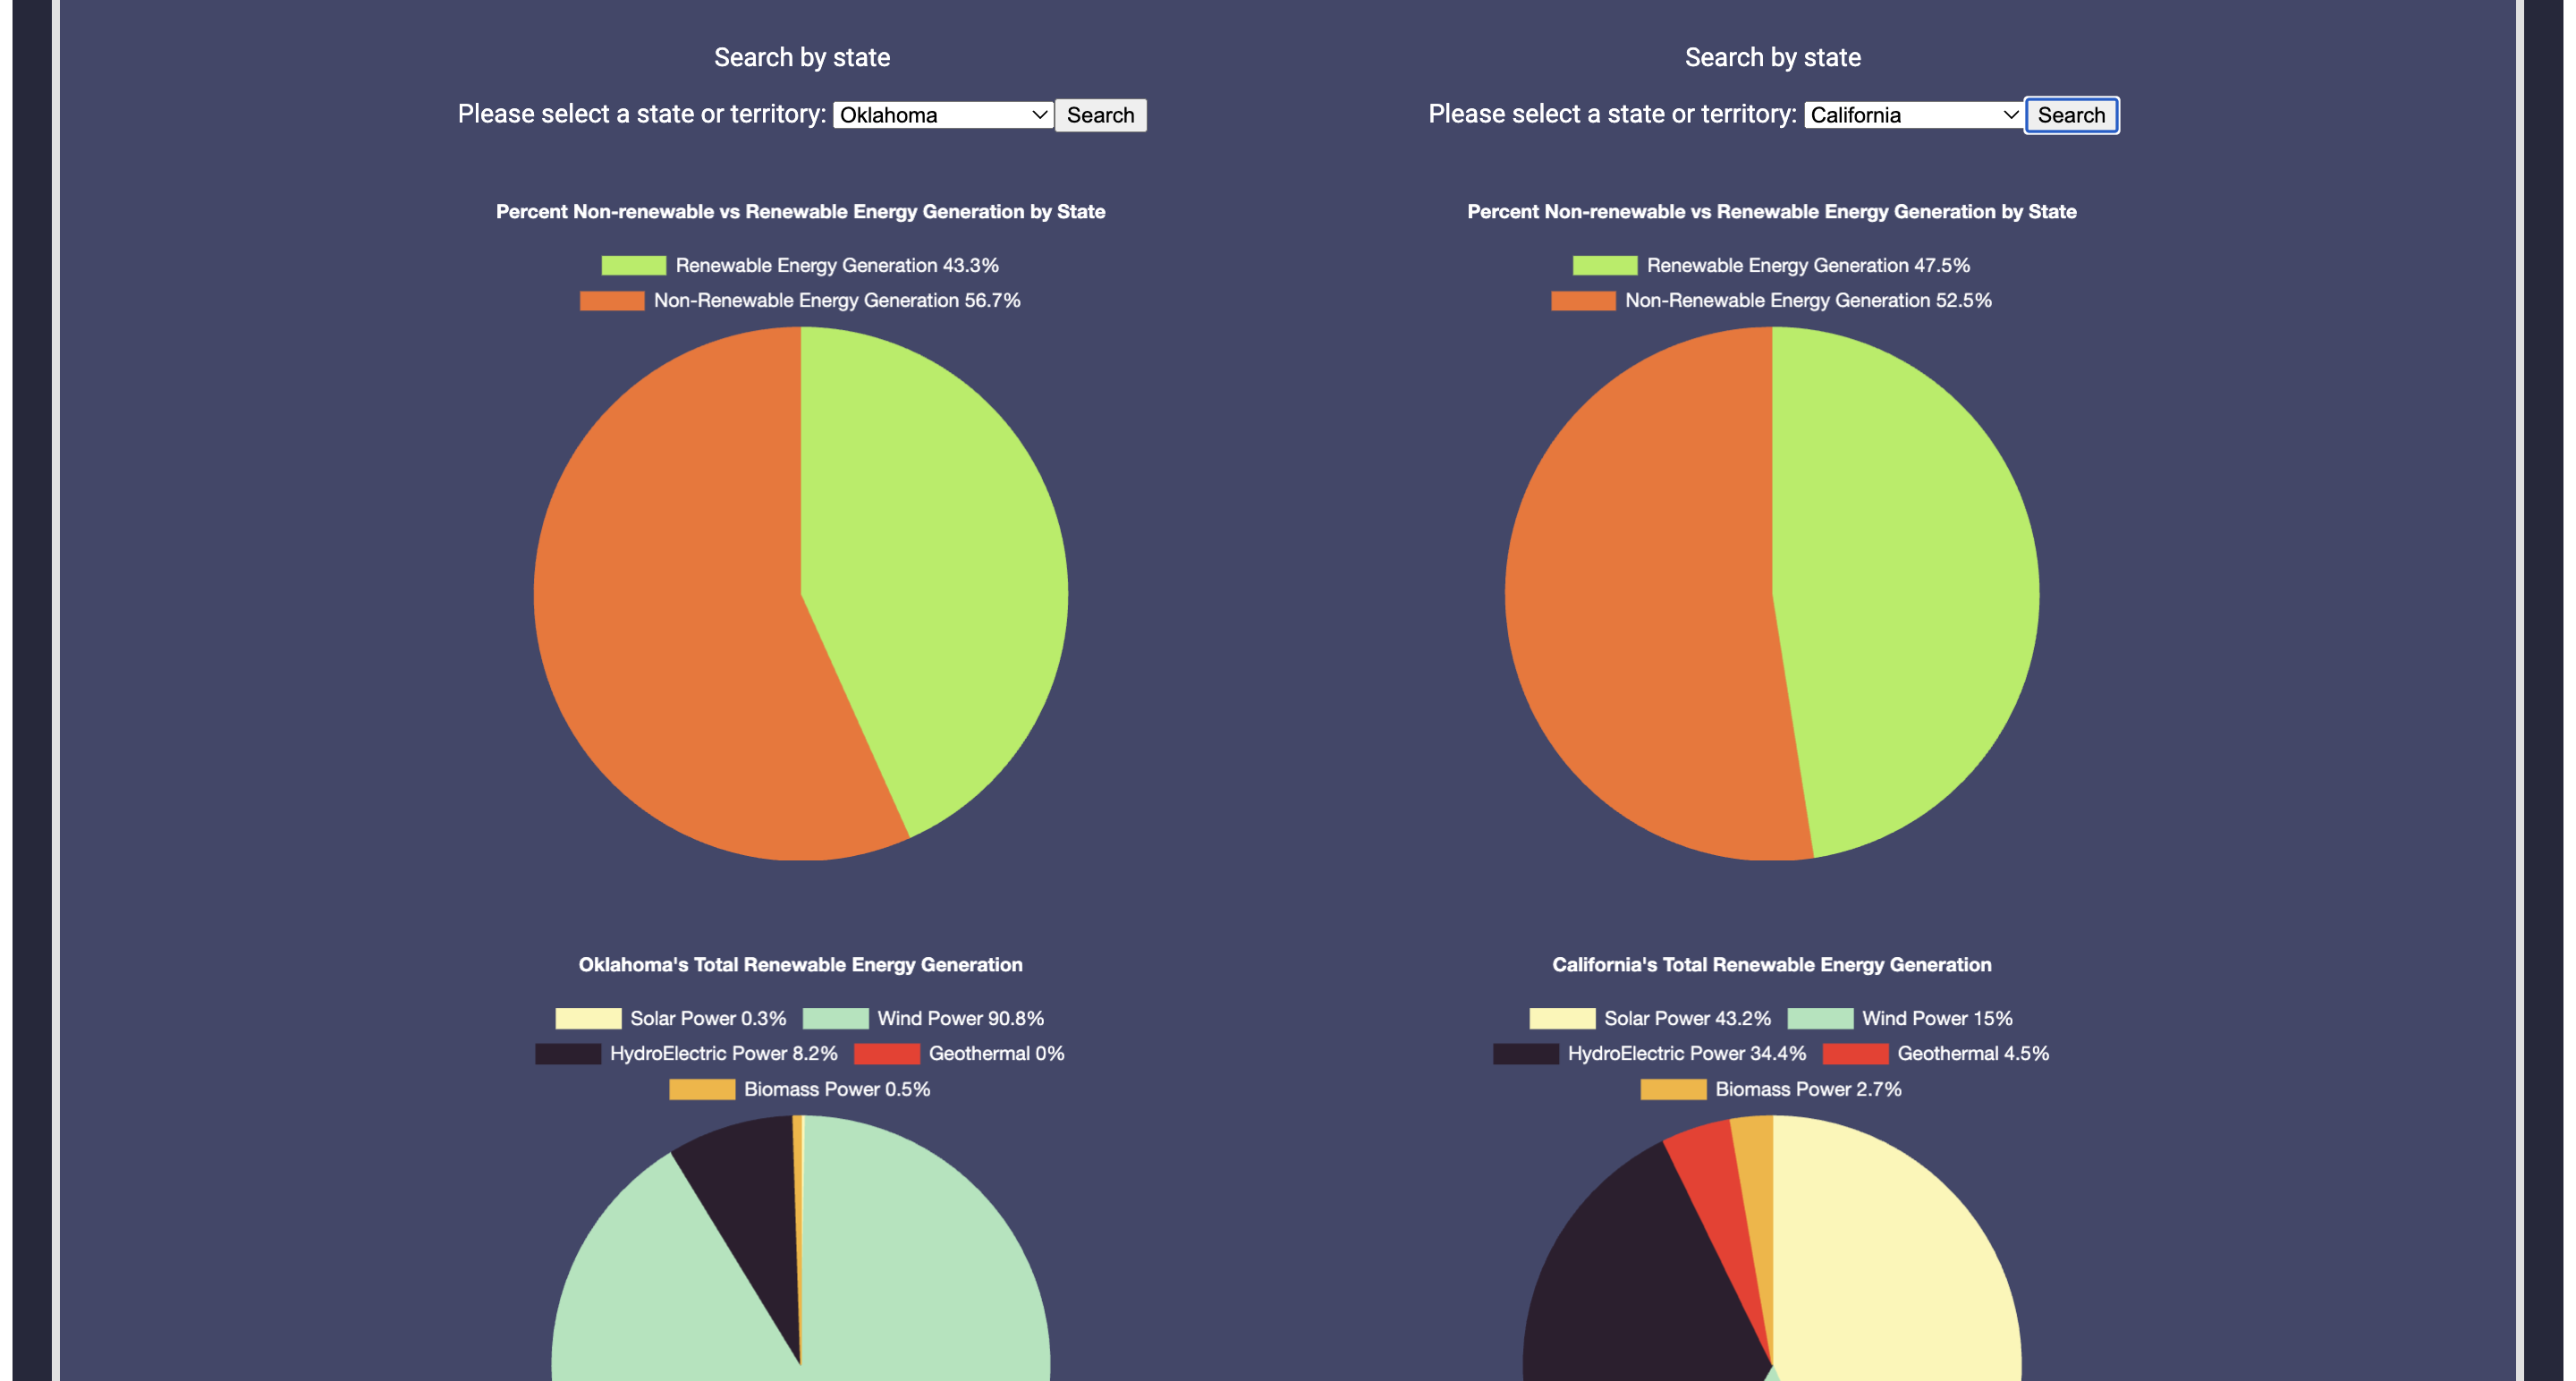 Search by state
Please select a state or territory: Oklahoma Search
Percent Non-renewable vs Renewable Energy Generation by State
Renewable Energy Generation 43.3%
Non-Renewable Energy Generation 56.7%
Oklahoma's Total Renewable Energy Generation
Solar Power 0.3% Wind Power 90.8%
HydroElectric Power 8.2% Geothermal 0%
Biomass Power 0.5%
Search by state
Please select a state or territory: California Search
Percent Non-renewable vs Renewable Energy Generation by State
Renewable Energy Generation 47.5%
Non-Renewable Energy Generation 52.5%
California's Total Renewable Energy Generation
Solar Power 43.2% Wind Power 15%
HydroElectric Power 34.4% Geothermal 4.5%
Biomass Power 2.7%